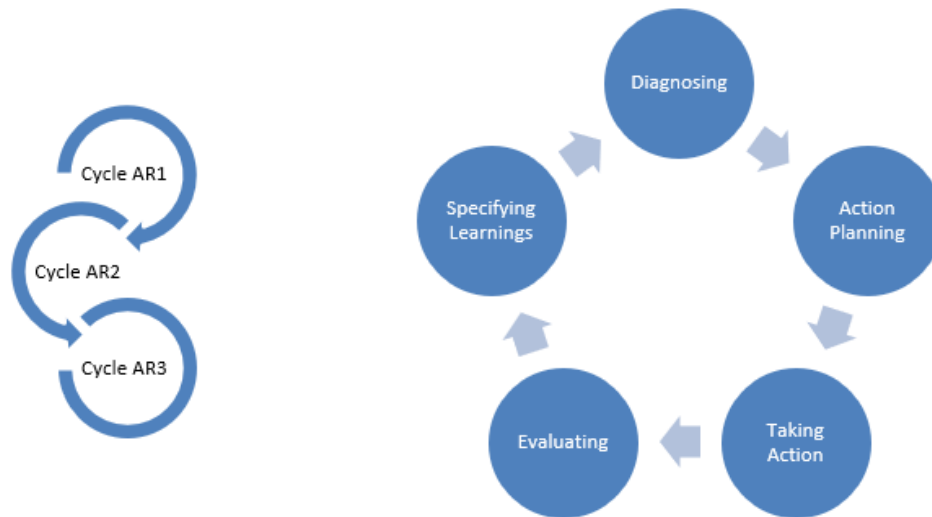 Cycle AR1
Cycle AR2
Cycle AR3
Diagnosing
Action
Planning
Taking
Action
Evaluating
Specifying
Learnings